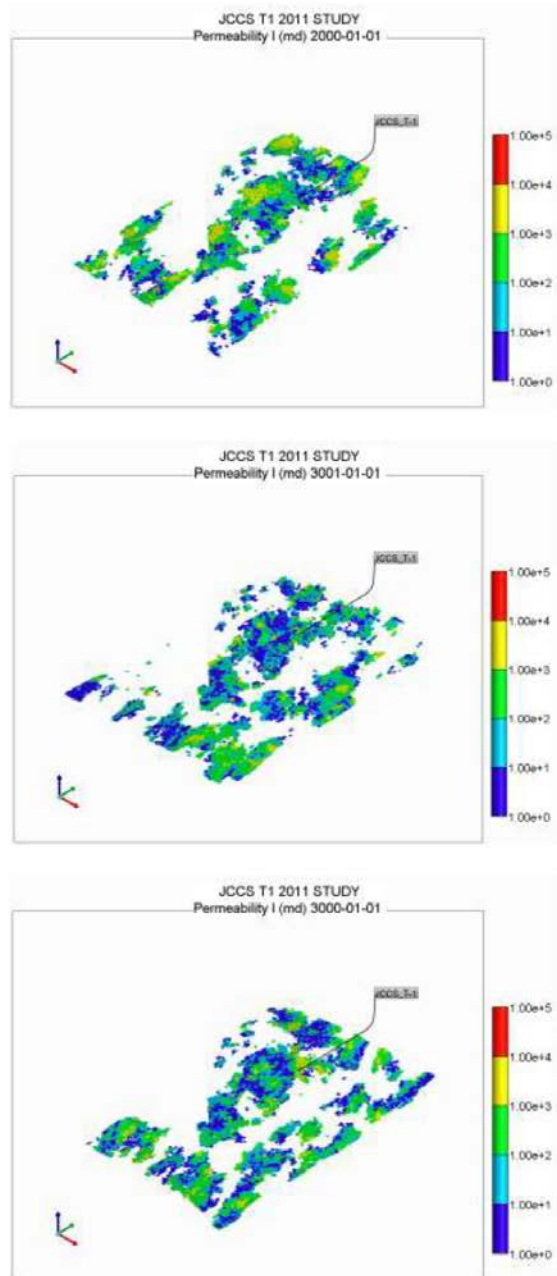 JCCS T1 2011 STUDY
Permeability I (md) 2000-01-01
JCCS_T-1
1.00e+5
1.00e+4
1.00e+3
1.00e+2
1.00e+1
1.00e+0
JCCS T1 2011 STUDY
Permeability I (md) 3001-01-01
JCCS_T-1
1.00e+5
1.00e+4
1.00e+3
1.00e+2
1.00e+1
1.00e+0
JCCS T1 2011 STUDY
Permeability I (md) 3000-01-01
JCCS_T-1
1.00e+5
1.00e+4
1.00e+3
1.00e+2
1.00e+1
1.00e+0